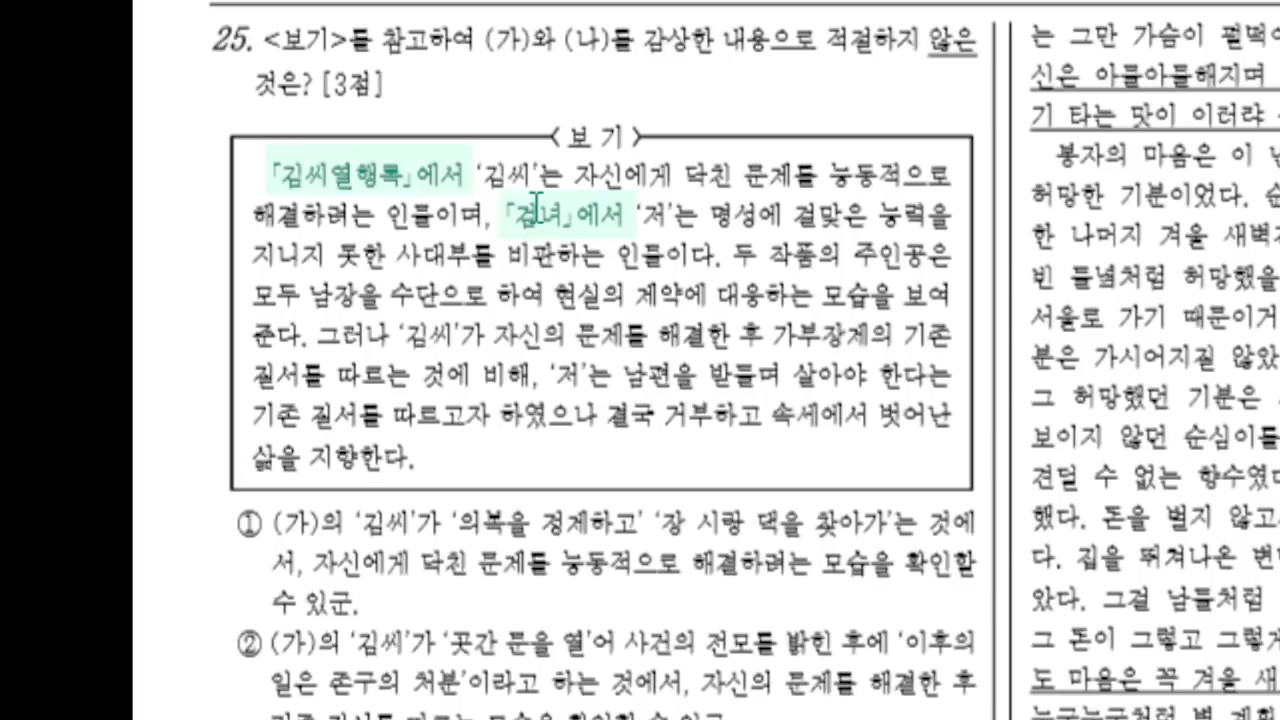 25. <보기>를 참고하여 (가)와 (나)를 감상한 내용으로 적절하지 않은
것은? [3점]
<보 기>
「김씨열행록」에서 '김씨'는 자신에게 닥친 문제를 능동적으로
해결하려는 인물이며, 「검녀」에서 '저'는 명성에 걸맞은 능력을
지니지 못한 사대부를 비판하는 인물이다. 두 작품의 주인공은
모두 남장을 수단으로 하여 현실의 제약에 대응하는 모습을 보여
준다. 그러나 '김씨'가 자신의 문제를 해결한 후 가부장제의 기존
질서를 따르는 것에 비해, '저'는 남편을 받들며 살아야 한다는
기존 질서를 따르고자 하였으나 결국 거부하고 속세에서 벗어난
삶을 지향한다.
① (가)의 '김씨'가 '의복을 정제하고' '장 시랑 댁을 찾아가'는 것에
서, 자신에게 닥친 문제를 능동적으로 해결하려는 모습을 확인할
수 있군.
② (가)의 '김씨'가 '곳간 문을 열'어 사건의 전모를 밝힌 후에 '이후의
일은 존구의 처분'이라고 하는 것에서, 자신의 문제를 해결한 후
는 그만 가슴이 펄떡
신은 아틀아틀해지며
기 타는 맛이 이러랴
봉자의 마음은 이
허망한 기분이었다.
한 나머지 겨울 새벽
빈 들녘처럼 허망했을
서울로 가기 때문이거
분은 가시어지질 않았
그 허망했던 기분은
보이지 않던 순심이를
견딜 수 없는 향수였다
했다. 돈을 벌지 않고
다. 집을 뛰쳐나온 변
았다. 그걸 남들처럼
그 돈이 그렇고 그렇게
도 마음은 꼭 겨울 새